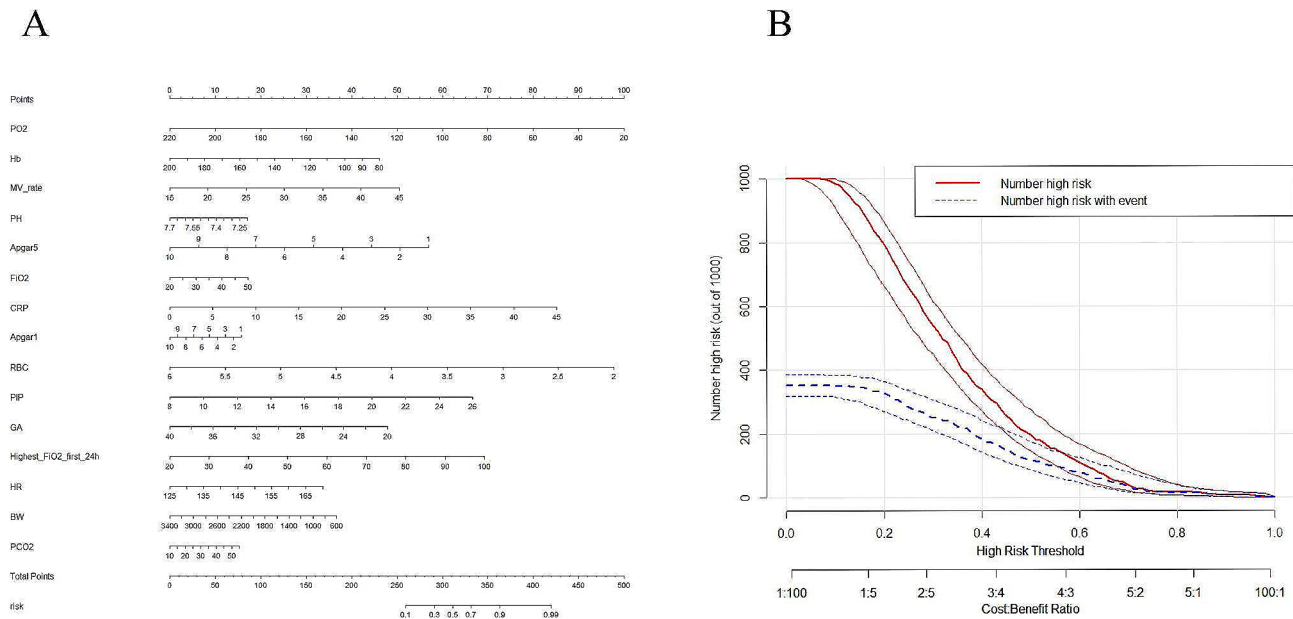 A
Points 0 10 20 30 40 50 60 70 80 90 100
PO2 220 200 180 160 140 120 100 80 60 40 20
Hb 200 180 160 140 120 100 90 80
MV_rate 15 20 25 30 35 40 45
PH 7.7 7.55 7.4 7.25
Apgar5 9 7 5 3 1
10 8 6 4 2
FiO2 20 30 40 50
CRP 0 5 10 15 20 25 30 35 40 45
Apgar1 9 7 5 3 1
10 8 6 4 2
RBC 6 5.5 5 4.5 4 3.5 3 2.5 2
PIP 8 10 12 14 16 18 20 22 24 26
GA 40 36 32 28 24 20
Highest_FiO2_first_24h 20 30 40 50 60 70 80 90 100
HR 125 135 145 155 165
BW 3400 3000 2600 2200 1800 1400 1000 600
PCO2 10 20 30 40 50
Total Points 0 50 100 150 200 250 300 350 400 450 500
risk 0.1 0.3 0.5 0.7 0.9 0.99
B
Number high risk
Number high risk with event
Number high risk (out of 1000)
1000
800
600
400
200
0
0.0 0.2 0.4 0.6 0.8 1.0
High Risk Threshold
1:100 1:5 2:5 3:4 4:3 5:2 5:1 100:1
Cost:Benefit Ratio